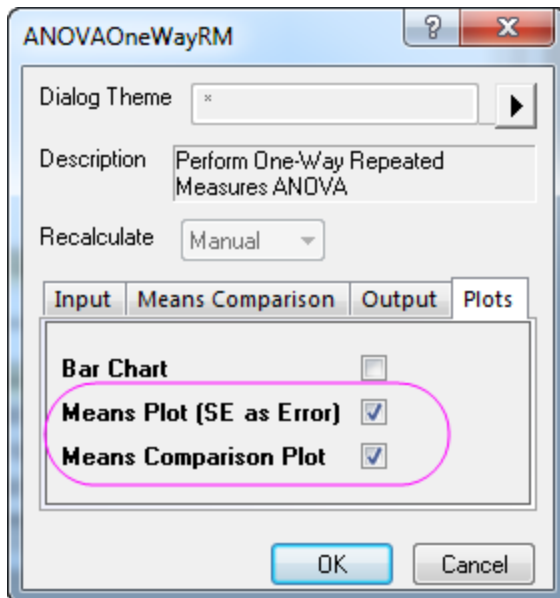 ANOVAOneWayRM
Dialog Theme *
Description Perform One-Way Repeated
Measures ANOVA
Recalculate Manual
Input Means Comparison Output Plots
Bar Chart
Means Plot (SE as Error)
Means Comparison Plot
OK Cancel